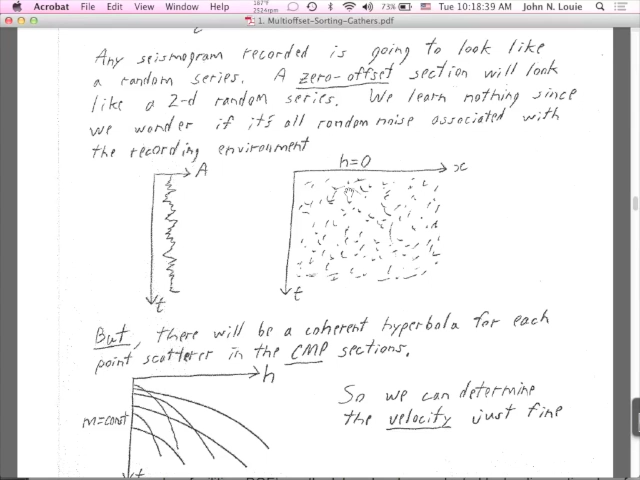 Acrobat File Edit View Window Help 187°F 2524rpm 73% Tue 10:18:39 AM John N. Louie
1. Multioffset-Sorting-Gathers.pdf
Any seismogram recorded is going to look like
a random series. A zero-offset section will look
like a 2-d random series. We learn nothing since
we wonder if it's all random noise associated with
the recording environment
A
t
h=0
x
t
But, there will be a coherent hyperbola for each
point scatterer in the CMP sections.
h
m=const
t
So we can determine
the velocity just fine